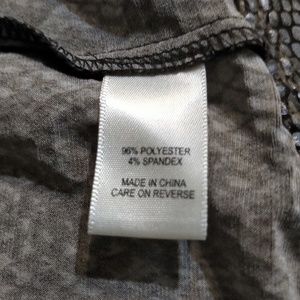 96% POLYESTER
4% SPANDEX
MADE IN CHINA
CARE ON REVERSE